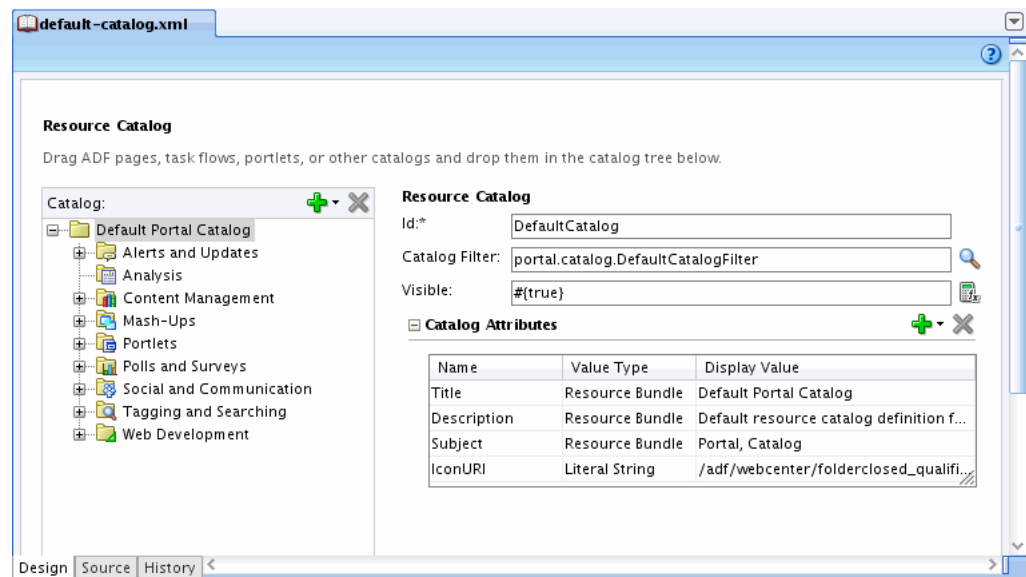 default-catalog.xml
Resource Catalog
Drag ADF pages, task flows, portlets, or other catalogs and drop them in the catalog tree below.
Catalog:
Default Portal Catalog
Alerts and Updates
Analysis
Content Management
Mash-Ups
Portlets
Polls and Surveys
Social and Communication
Tagging and Searching
Web Development
Resource Catalog
Id:* DefaultCatalog
Catalog Filter: portal.catalog.DefaultCatalogFilter
Visible: #{true}
Catalog Attributes
Name Value Type Display Value
Title Resource Bundle Default Portal Catalog
Description Resource Bundle Default resource catalog definition f...
Subject Resource Bundle Portal, Catalog
IconURI Literal String /adf/webcenter/folderclosed_qualifi...
Design Source History